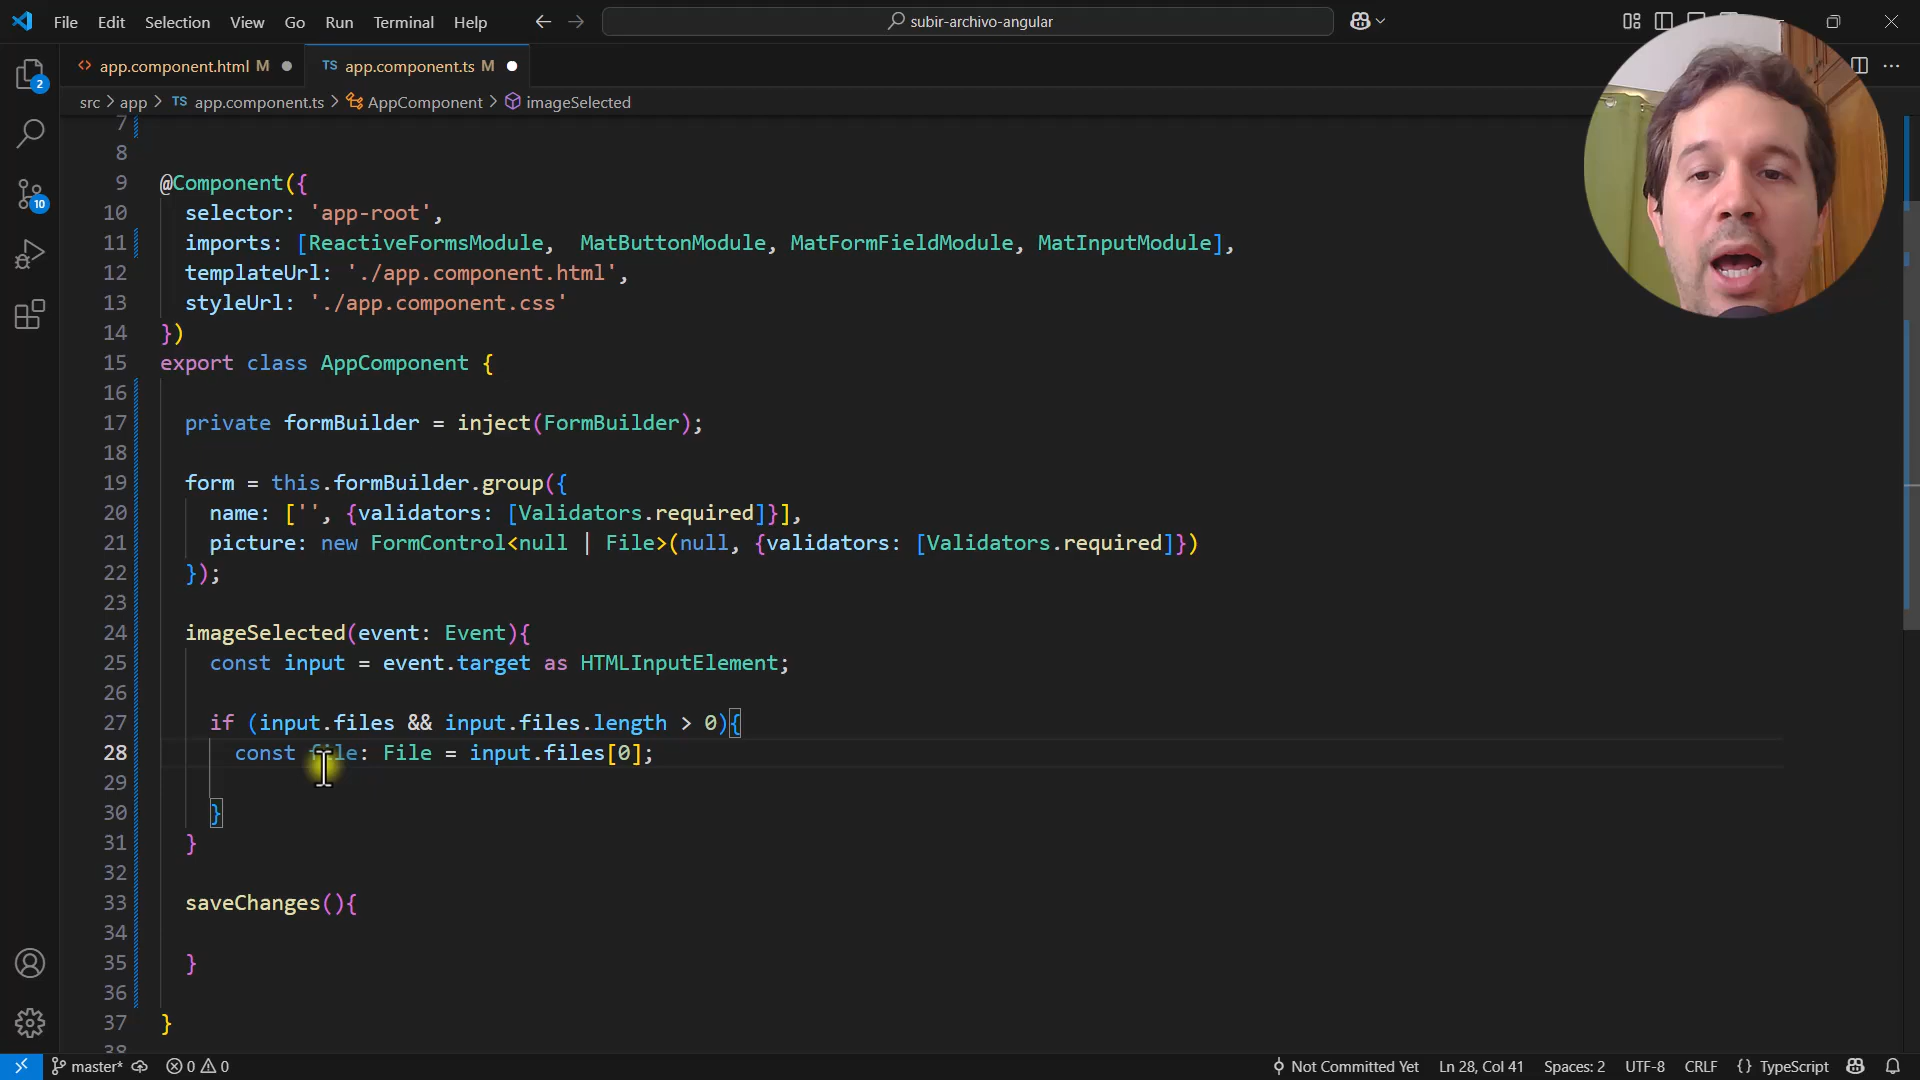 File Edit Selection View Go Run Terminal Help
subir-archivo-angular
app.component.html M
TS app.component.ts M
src > app > TS app.component.ts > AppComponent > imageSelected
7
8
9 @Component({
10 selector: 'app-root',
11 imports: [ReactiveFormsModule,  MatButtonModule, MatFormFieldModule, MatInputModule],
12 templateUrl: './app.component.html',
13 styleUrl: './app.component.css'
14 })
15 export class AppComponent {
16
17 private formBuilder = inject(FormBuilder);
18
19 form = this.formBuilder.group({
20 name: ['', {validators: [Validators.required]}],
21 picture: new FormControl<null | File>(null, {validators: [Validators.required]})
22 });
23
24 imageSelected(event: Event){
25 const input = event.target as HTMLInputElement;
26
27 if (input.files && input.files.length > 0){
28 const file: File = input.files[0];
29
30 }
31 }
32
33 saveChanges(){
34
35 }
36
37 }
38
2
10
master* 0 0 Not Committed Yet Ln 28, Col 41 Spaces: 2 UTF-8 CRLF {} TypeScript